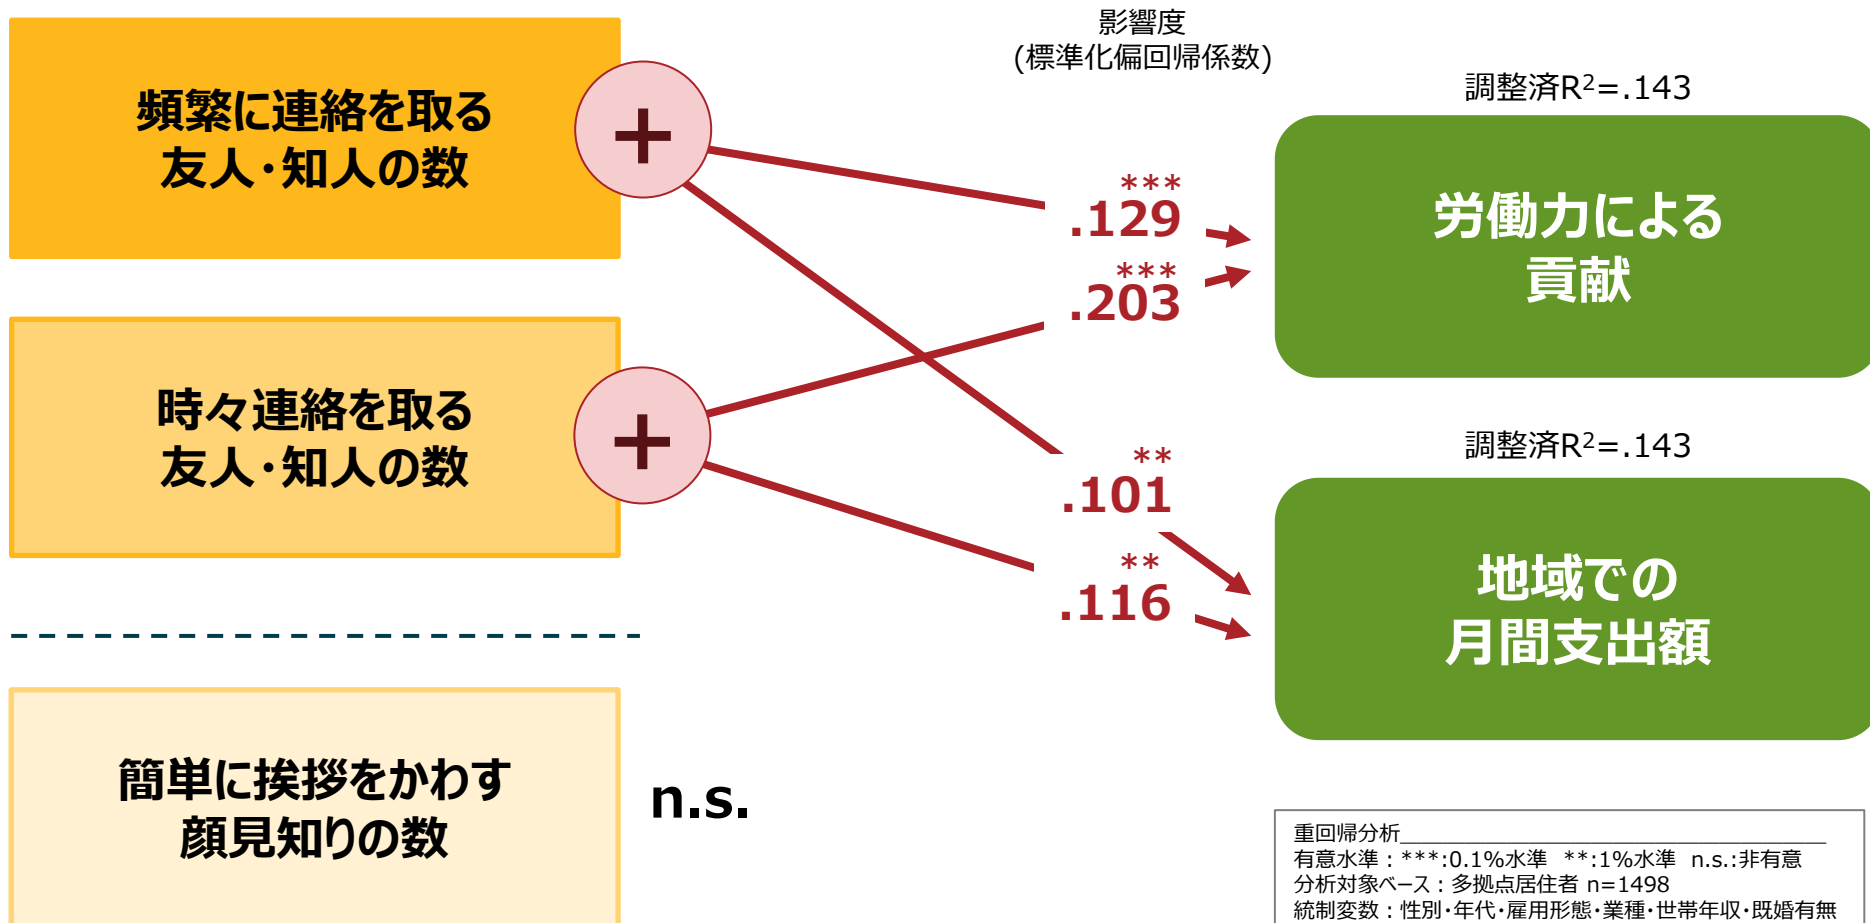 影響度
(標準化偏回帰係数)
頻繁に連絡を取る
友人・知人の数
+
調整済R²=.143
労働力による
貢献
***
.129
***
.203
時々連絡を取る
友人・知人の数
+
調整済R²=.143
地域での
月間支出額
**
.101
**
.116
簡単に挨拶をかわす
顔見知りの数
n.s.
重回帰分析
有意水準：***:0.1%水準 **:1%水準 n.s.:非有意
分析対象ベース：多拠点居住者 n=1498
統制変数：性別・年代・雇用形態・業種・世帯年収・既婚有無